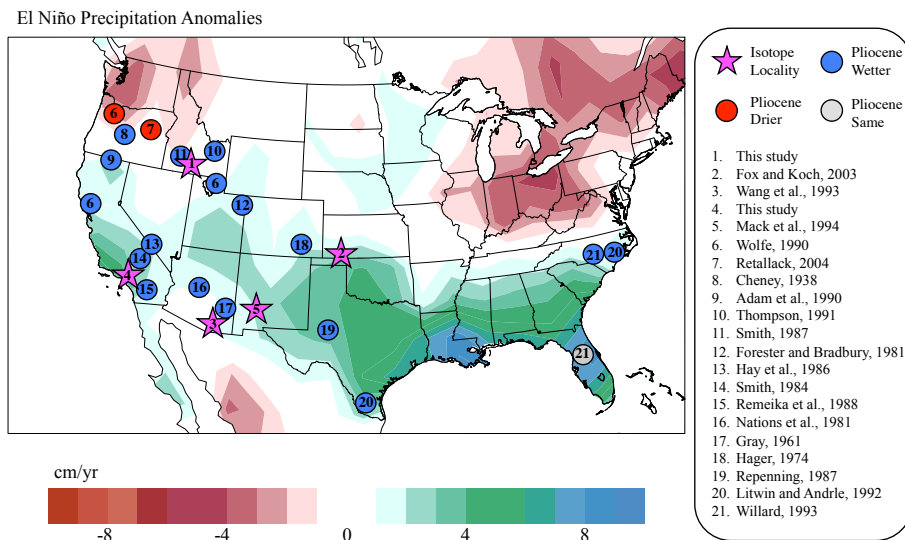 El Niño Precipitation Anomalies
6
7
8
9
11
10
1
6
6
12
13
18
2
21
20
14
4
15
16
17
5
3
19
21
20
cm/yr
-8
-4
0
4
8
Isotope
Locality
Pliocene
Wetter
Pliocene
Drier
Pliocene
Same
1. This study
2. Fox and Koch, 2003
3. Wang et al., 1993
4. This study
5. Mack et al., 1994
6. Wolfe, 1990
7. Retallack, 2004
8. Cheney, 1938
9. Adam et al., 1990
10. Thompson, 1991
11. Smith, 1987
12. Forester and Bradbury, 1981
13. Hay et al., 1986
14. Smith, 1984
15. Remeika et al., 1988
16. Nations et al., 1981
17. Gray, 1961
18. Hager, 1974
19. Repenning, 1987
20. Litwin and Andrle, 1992
21. Willard, 1993